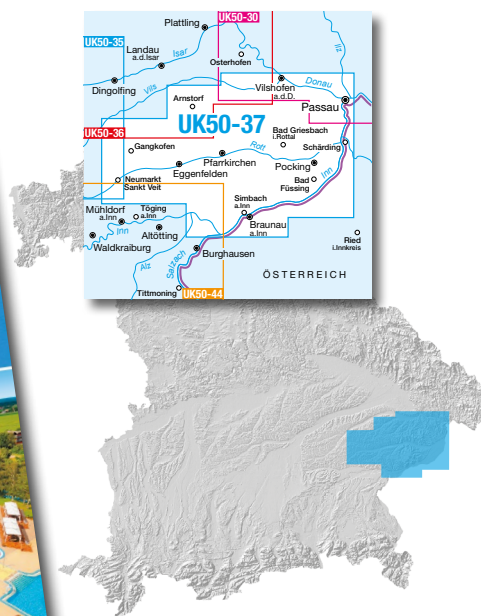 UK50-30
Plattling
UK50-35
Landau
a.d.Isar
Isar
Ilz
Osterhofen
Dingolfing
Vils
Vilshofen
a.d.D.
Donau
Arnstorf
Passau
UK50-37
UK50-36
Gangkofen
Bad Griesbach
i.Rottal
Schärding
Rott
Pfarrkirchen
Pocking
Eggenfelden
Neumarkt
Sankt Veit
Bad
Füssing
Inn
Simbach
a.Inn
Mühldorf
a.Inn
Töging
a.Inn
Braunau
a.Inn
Inn
Altötting
Waldkraiburg
Burghausen
Ried
i.Innkreis
Alz
Salzach
ÖSTERREICH
Tittmoning
UK50-44